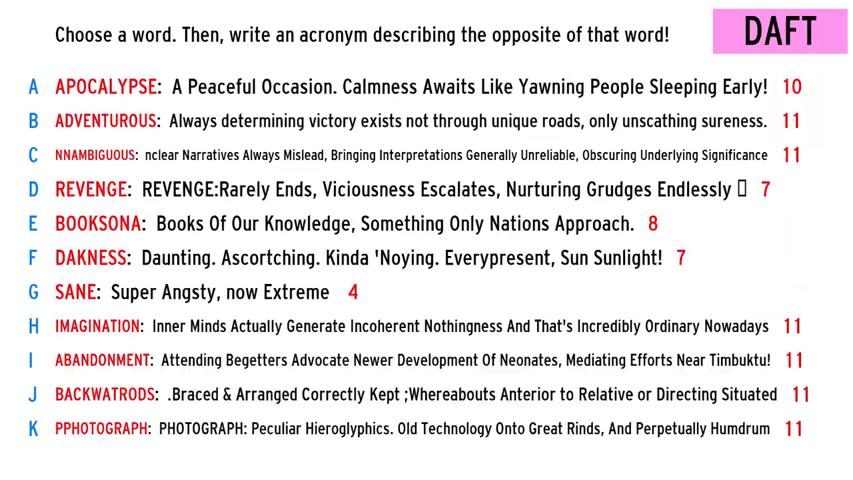 Choose a word. Then, write an acronym describing the opposite of that word!
DAFT
A APOCALYPSE: A Peaceful Occasion. Calmness Awaits Like Yawning People Sleeping Early! 10
B ADVENTUROUS: Always determining victory exists not through unique roads, only unscathing sureness. 11
C NNAMBIGUOUS: nclear Narratives Always Mislead, Bringing Interpretations Generally Unreliable, Obscuring Underlying Significance 11
D REVENGE: REVENGE:Rarely Ends, Viciousness Escalates, Nurturing Grudges Endlessly 7
E BOOKSONA: Books Of Our Knowledge, Something Only Nations Approach. 8
F DAKNESS: Daunting. Ascortching. Kinda 'Noying. Everypresent, Sun Sunlight! 7
G SANE: Super Angsty, now Extreme 4
H IMAGINATION: Inner Minds Actually Generate Incoherent Nothingness And That's Incredibly Ordinary Nowadays 11
I ABANDONMENT: Attending Begetters Advocate Newer Development Of Neonates, Mediating Efforts Near Timbuktu! 11
J BACKWATRODS: .Braced & Arranged Correctly Kept ;Whereabouts Anterior to Relative or Directing Situated 11
K PPHOTOGRAPH: PHOTOGRAPH: Peculiar Hieroglyphics. Old Technology Onto Great Rinds, And Perpetually Humdrum 11